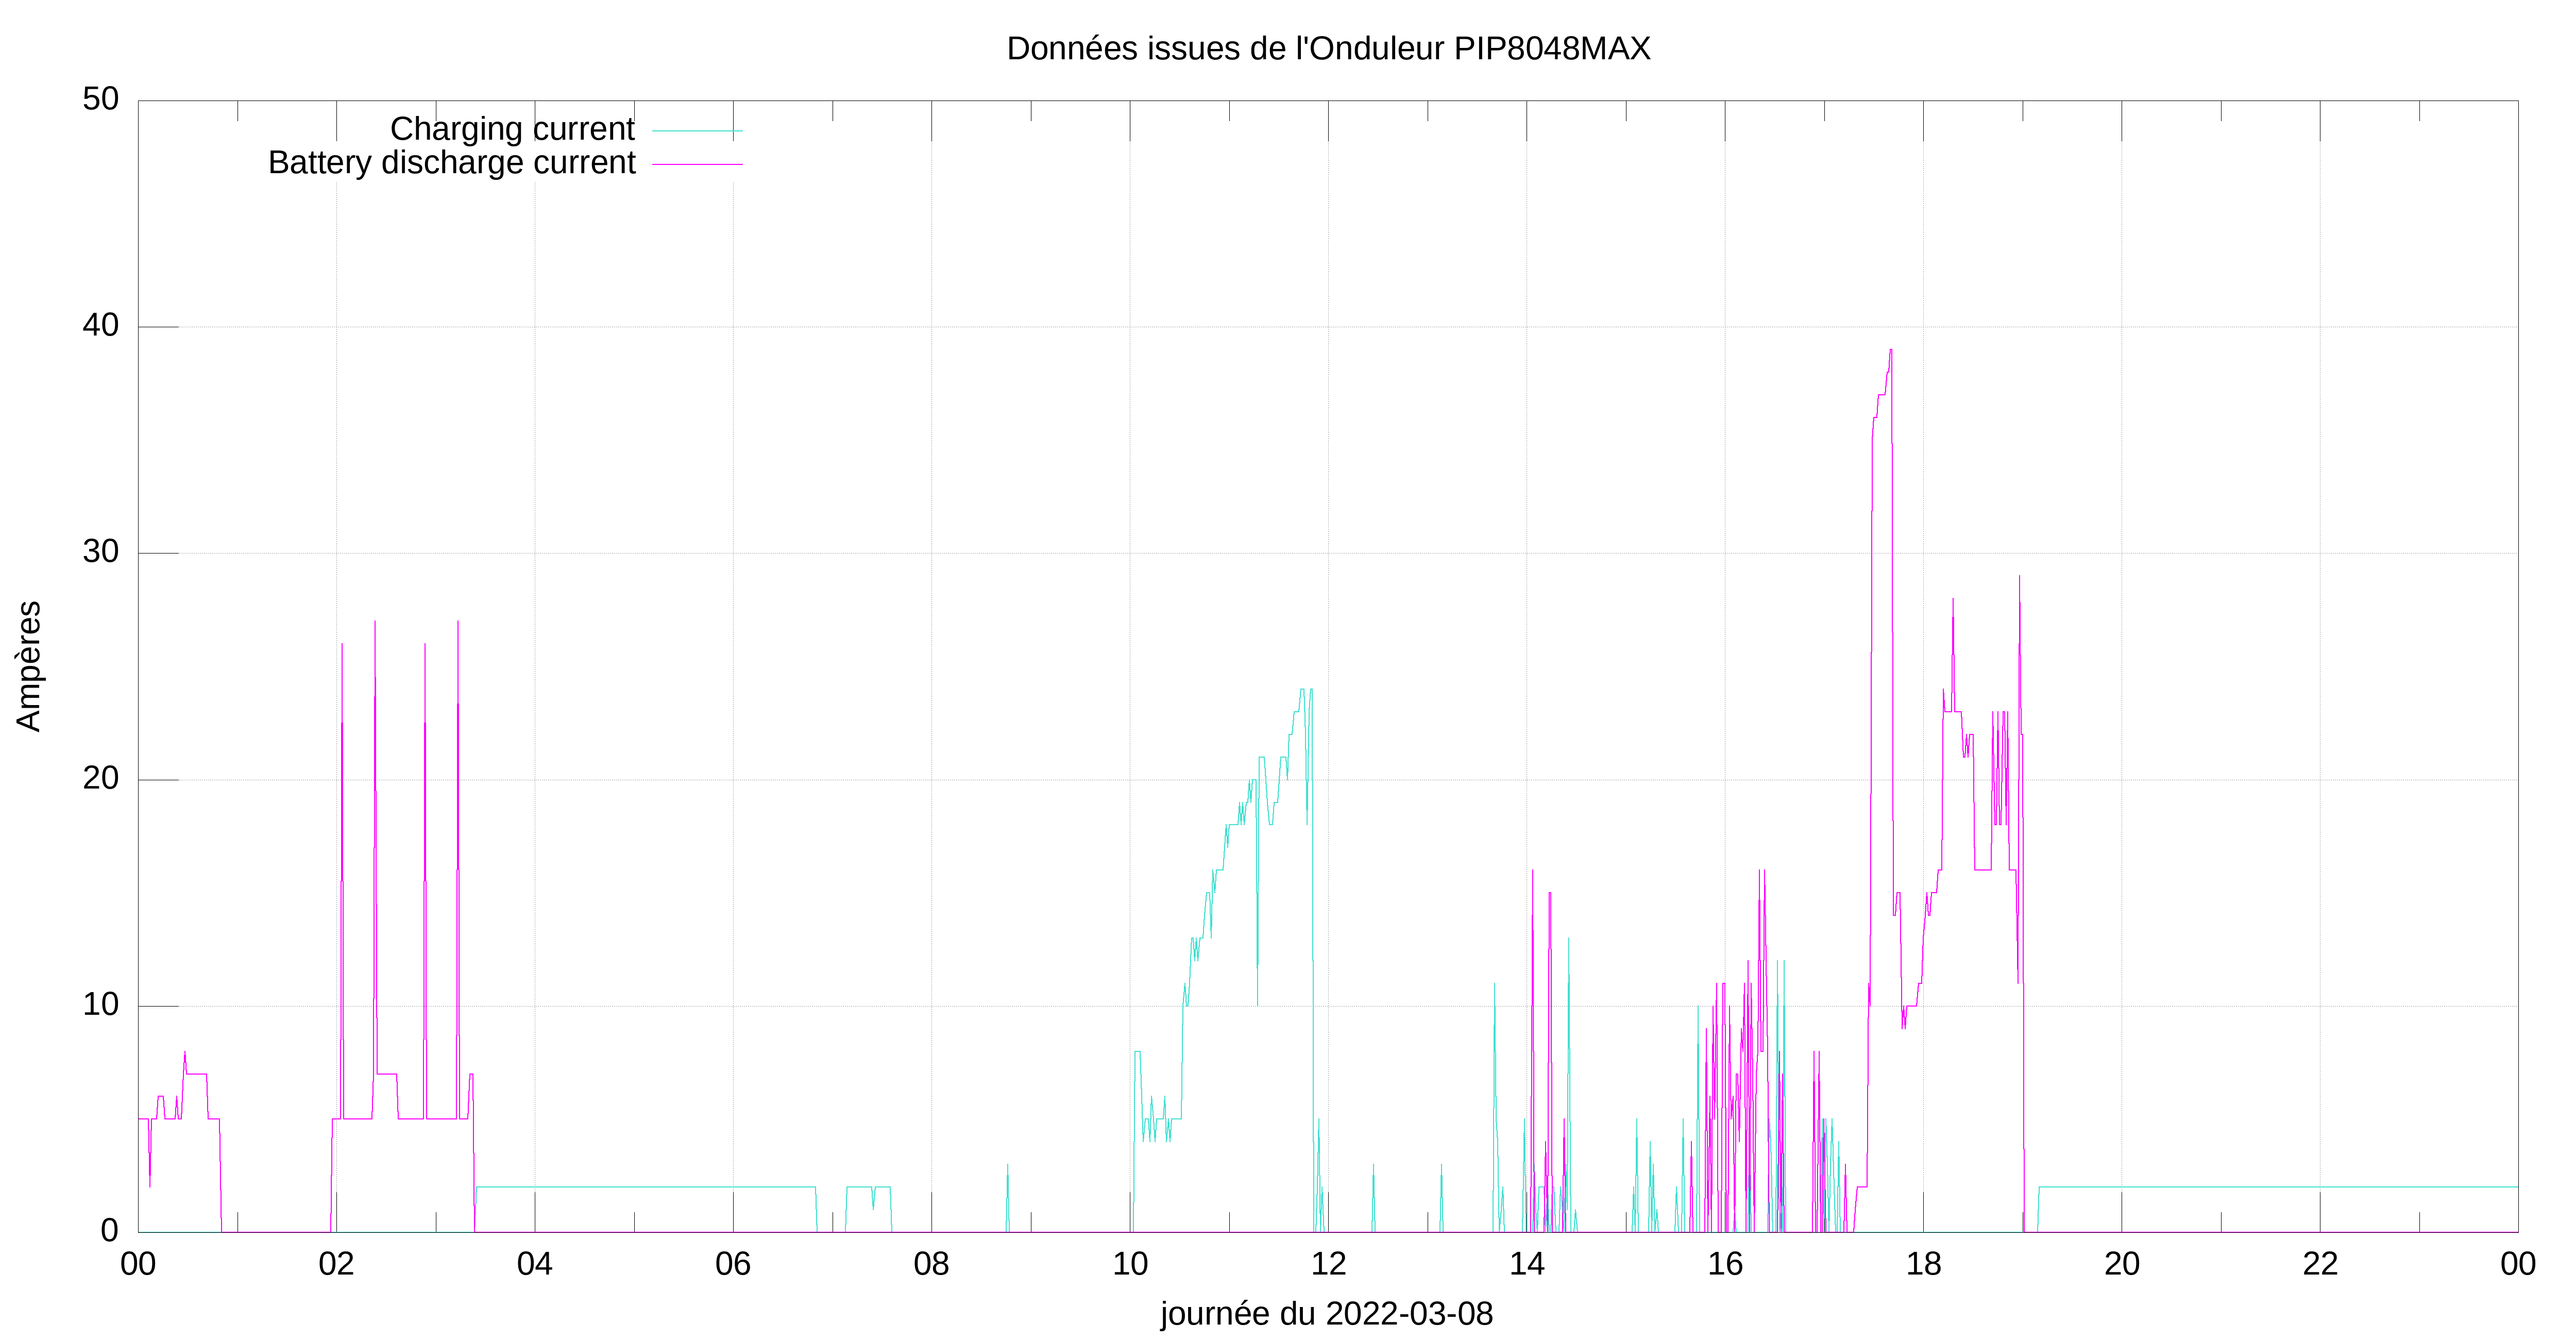 Données issues de l'Onduleur PIP8048MAX
50
Charging current
Battery discharge current
40
30
Ampères
20
10
0
00 02 04 06 08 10 12 14 16 18 20 22 00
journée du 2022-03-08